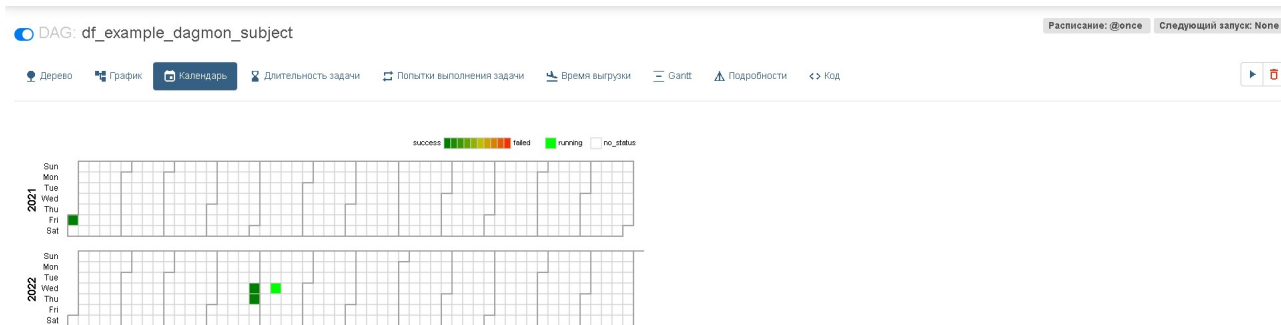 DAG: df_example_dagmon_subject
Расписание: @once Следующий запуск: None
Дерево График Календарь Длительность задачи Попытки выполнения задачи Время выгрузки Gantt Подробности Код
success failed running no_status
2021
Sun
Mon
Tue
Wed
Thu
Fri
Sat
2022
Sun
Mon
Tue
Wed
Thu
Fri
Sat